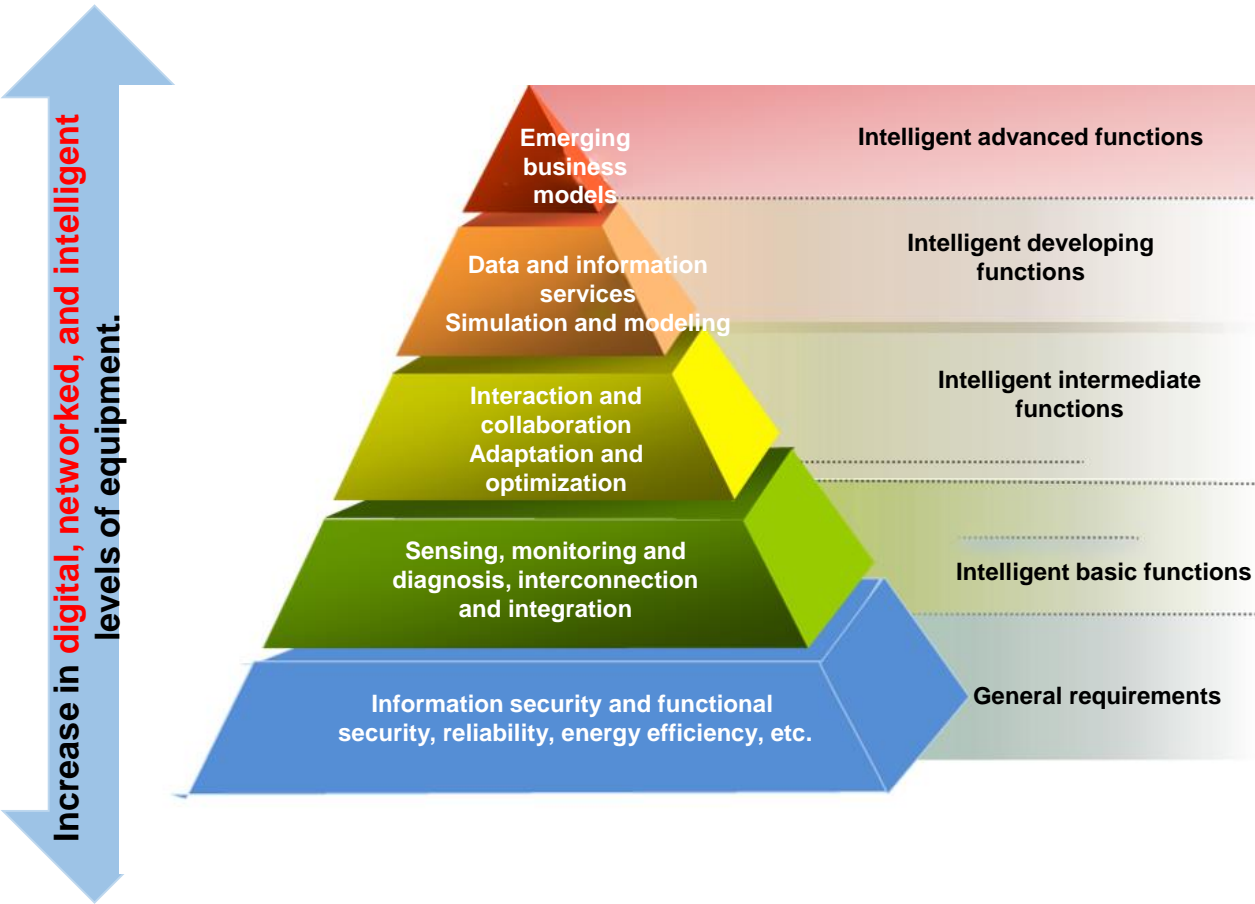 Increase in digital, networked, and intelligent
levels of equipment.
Emerging
business
models
Intelligent advanced functions
Data and information
services
Simulation and modeling
Intelligent developing
functions
Interaction and
collaboration
Adaptation and
optimization
Intelligent intermediate
functions
Sensing, monitoring and
diagnosis, interconnection
and integration
Intelligent basic functions
Information security and functional
security, reliability, energy efficiency, etc.
General requirements